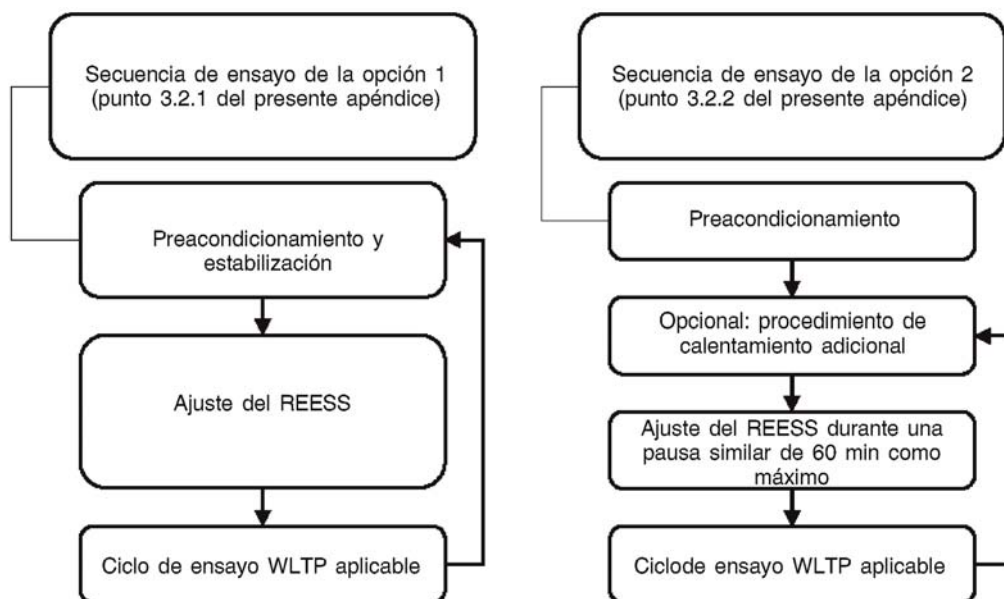 Secuencia de ensayo de la opción 1
(punto 3.2.1 del presente apéndice)
Preacondicionamiento y
estabilización
Ajuste del REESS
Ciclo de ensayo WLTP aplicable
Secuencia de ensayo de la opción 2
(punto 3.2.2 del presente apéndice)
Preacondicionamiento
Opcional: procedimiento de
calentamiento adicional
Ajuste del REESS durante una
pausa similar de 60 min como
máximo
Ciclode ensayo WLTP aplicable